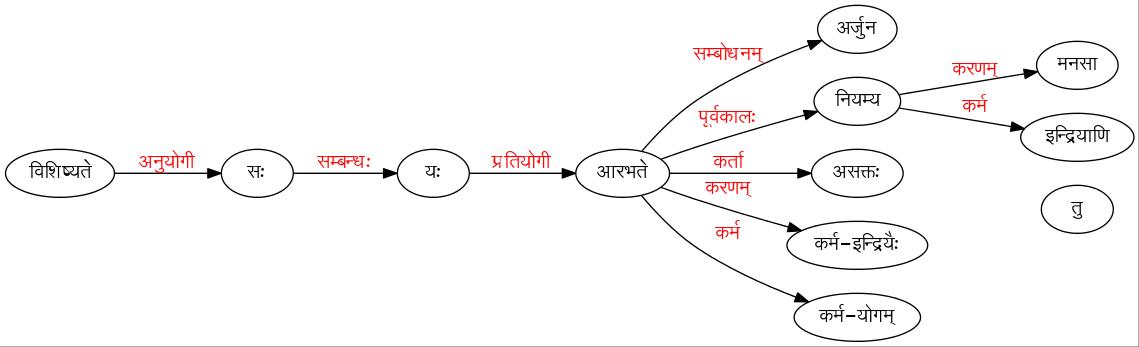 अर्जुन
सम्बोधनम्
मनसा
करणम्
नियम्य
पूर्वकालः
कर्म
इन्द्रियाणि
विशिष्यते
अनुयोगी
सः
सम्बन्धः
यः
प्रतियोगी
आरभते
कर्ता
असक्तः
करणम्
तु
कर्म
कर्म-इन्द्रियैः
कर्म-योगम्